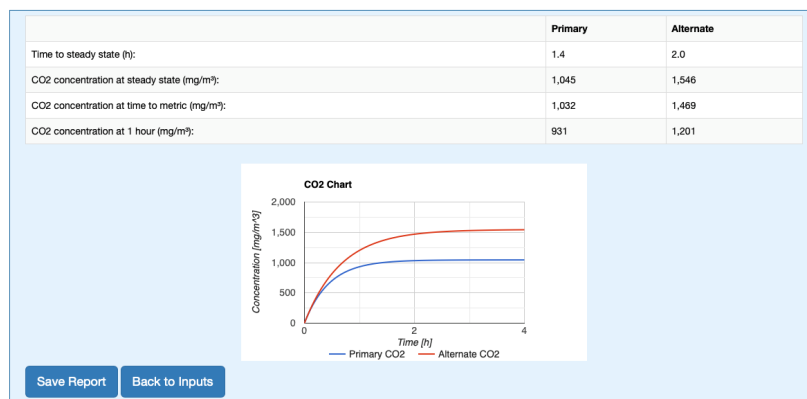 Primary Alternate
Time to steady state (h): 1.4 2.0
CO2 concentration at steady state (mg/m³): 1,045 1,546
CO2 concentration at time to metric (mg/m³): 1,032 1,469
CO2 concentration at 1 hour (mg/m³): 931 1,201
CO2 Chart
Concentration [mg/m^3]
2,000
1,500
1,000
500
0
0 2 4
Time [h]
Primary CO2 Alternate CO2
Save Report Back to Inputs